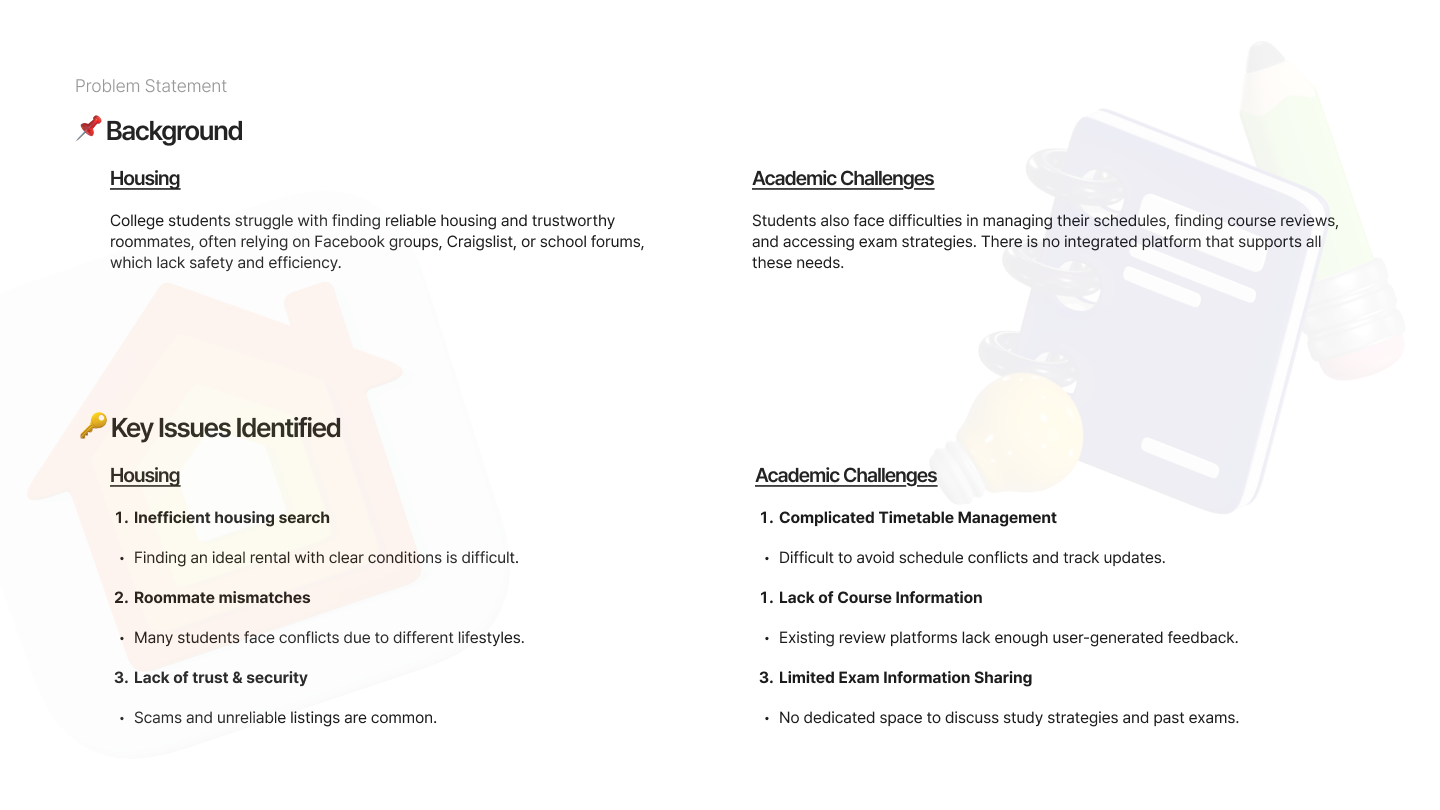 Problem Statement
📌 Background
Housing
College students struggle with finding reliable housing and trustworthy
roommates, often relying on Facebook groups, Craigslist, or school forums,
which lack safety and efficiency.
Academic Challenges
Students also face difficulties in managing their schedules, finding course reviews,
and accessing exam strategies. There is no integrated platform that supports all
these needs.
🔑 Key Issues Identified
Housing
1. Inefficient housing search
• Finding an ideal rental with clear conditions is difficult.
2. Roommate mismatches
• Many students face conflicts due to different lifestyles.
3. Lack of trust & security
• Scams and unreliable listings are common.
Academic Challenges
1. Complicated Timetable Management
• Difficult to avoid schedule conflicts and track updates.
1. Lack of Course Information
• Existing review platforms lack enough user-generated feedback.
3. Limited Exam Information Sharing
• No dedicated space to discuss study strategies and past exams.